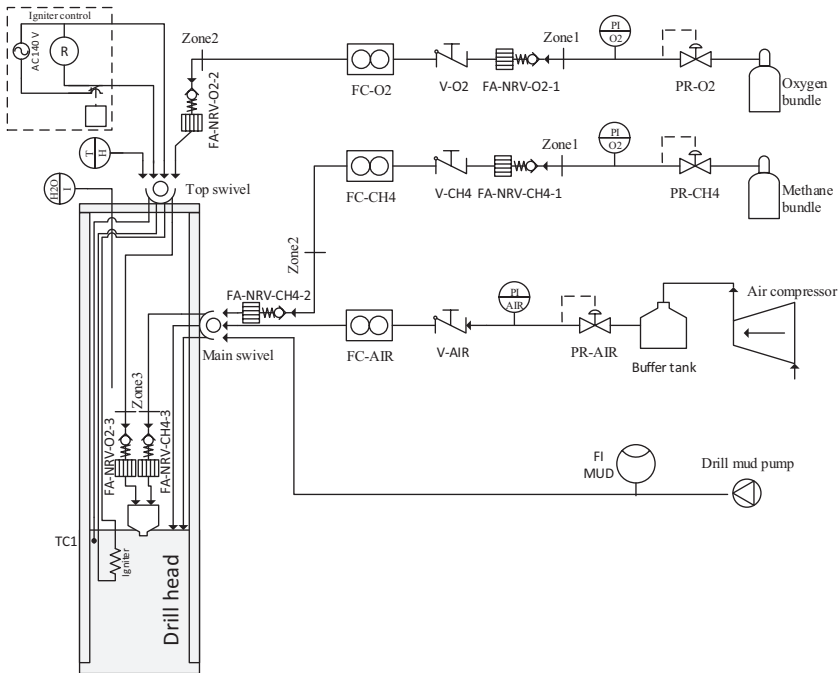 Igniter control
AC 140 V
R
Zone2
FA-NRV-O2-2
FC-O2
V-O2
FA-NRV-O2-1
Zone1
PI
O2
PR-O2
Oxygen
bundle
T
H
H2O
I
Top swivel
FC-CH4
V-CH4
FA-NRV-CH4-1
Zone1
PI
O2
PR-CH4
Methane
bundle
Zone2
FA-NRV-CH4-2
Main swivel
FC-AIR
V-AIR
PI
AIR
PR-AIR
Buffer tank
Air compressor
Zone3
FA-NRV-O2-3
FA-NRV-CH4-3
FI
MUD
Drill mud pump
TC1
Igniter
Drill head